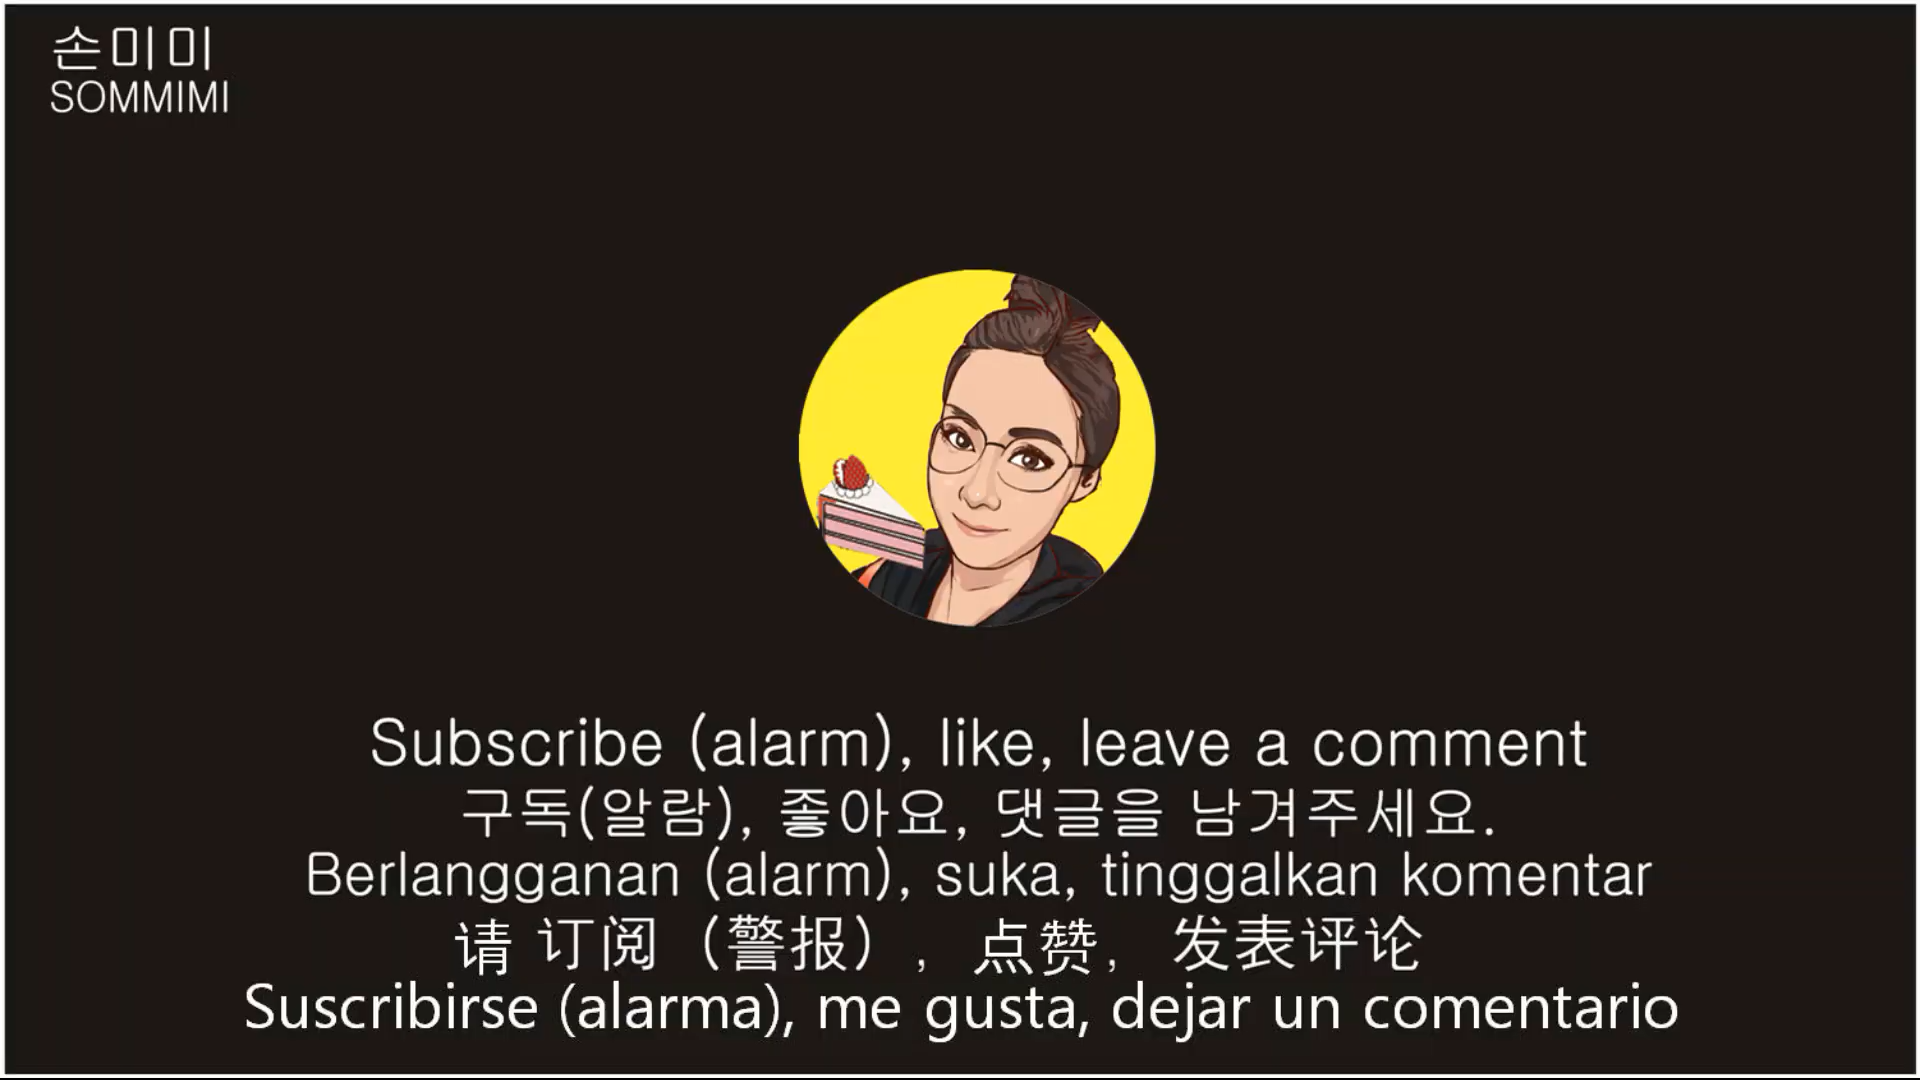 손미미
SOMMIMI
Subscribe (alarm), like, leave a comment
구독(알람), 좋아요, 댓글을 남겨주세요.
Berlangganan (alarm), suka, tinggalkan komentar
请 订阅（警报）, 点赞, 发表评论
Suscribirse (alarma), me gusta, dejar un comentario